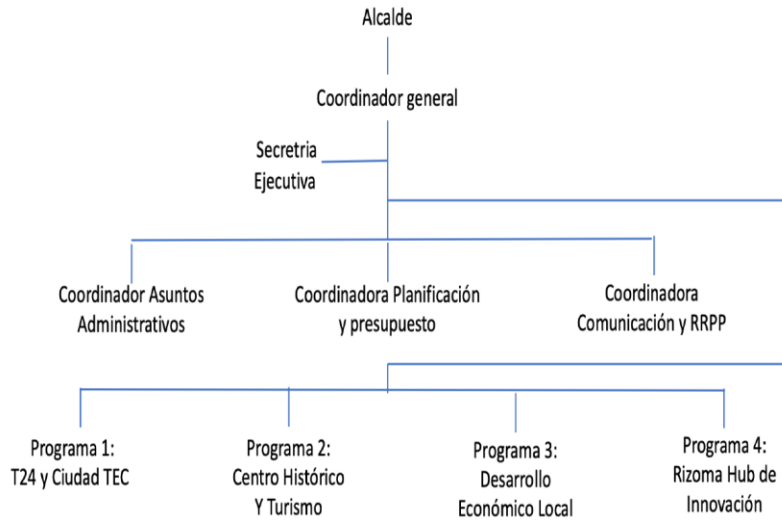 Alcalde
Coordinador general
Secretria
Ejecutiva
Coordinador Asuntos
Administrativos
Coordinadora Planificación
y presupuesto
Coordinadora
Comunicación y RRPP
Programa 1:
T24 y Ciudad TEC
Programa 2:
Centro Histórico
Y Turismo
Programa 3:
Desarrollo
Económico Local
Programa 4:
Rizoma Hub de
Innovación